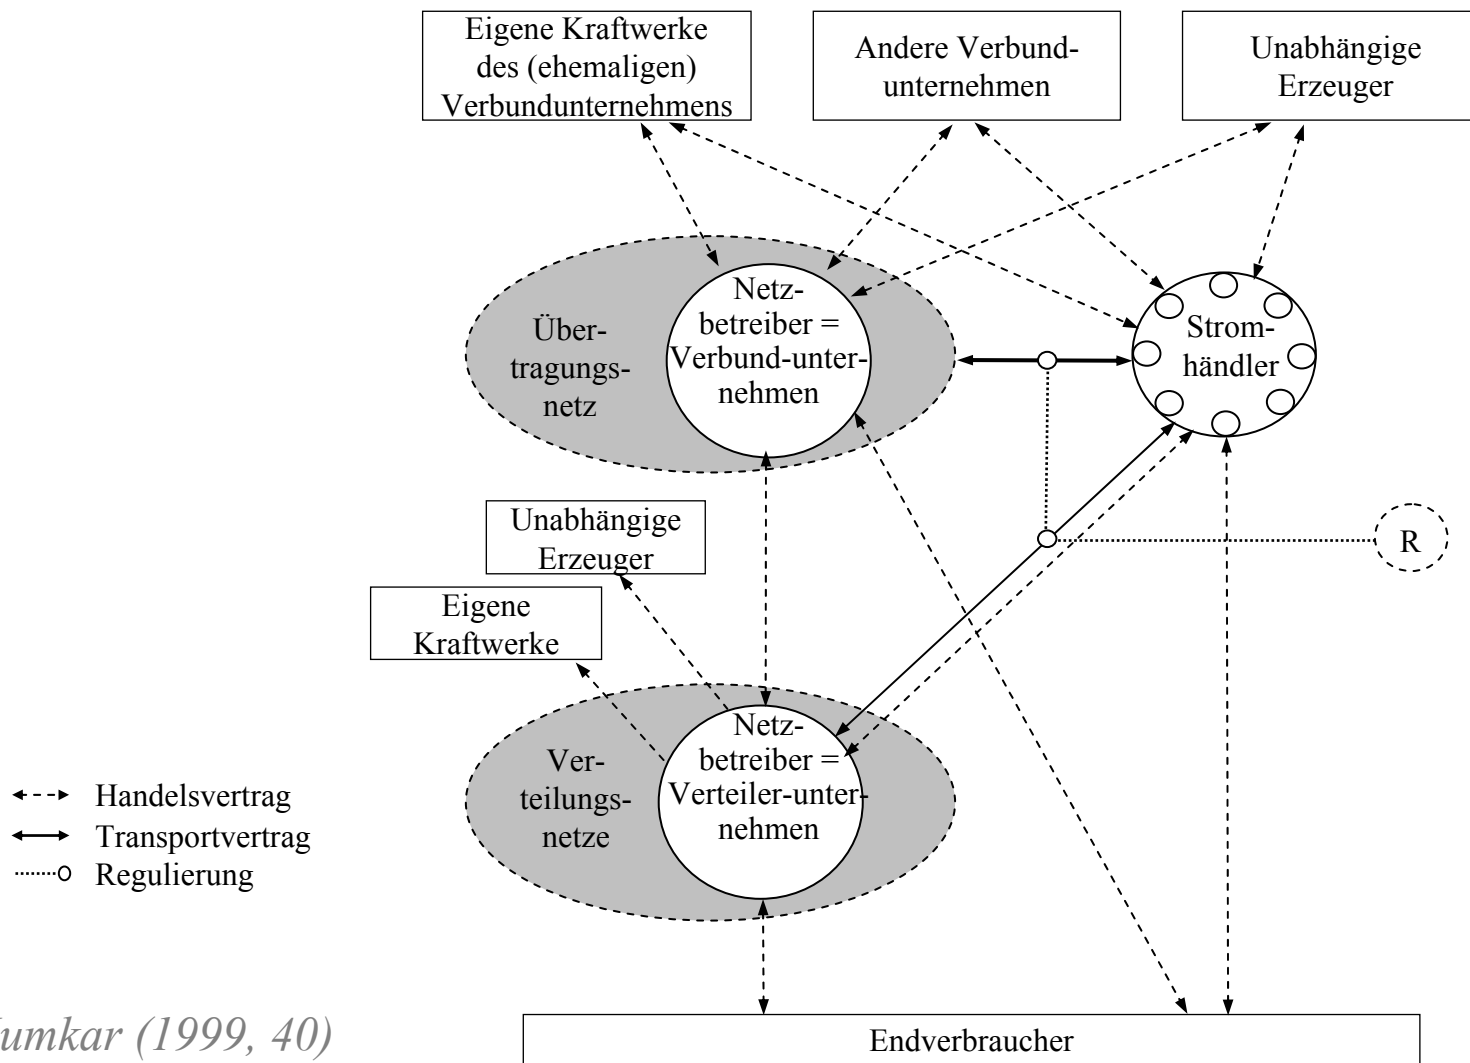 Eigene Kraftwerke
des (ehemaligen)
Verbundunternehmens
Andere Verbund-
unternehmen
Unabhängige
Erzeuger
Über-
tragungs-
netz
Netz-
betreiber =
Verbund-unter-
nehmen
Strom-
händler
Unabhängige
Erzeuger
R
Eigene
Kraftwerke
Ver-
teilungs-
netze
Netz-
betreiber =
Verteiler-unter-
nehmen
Handelsvertrag
Transportvertrag
Regulierung
(1999, 40)
Endverbraucher